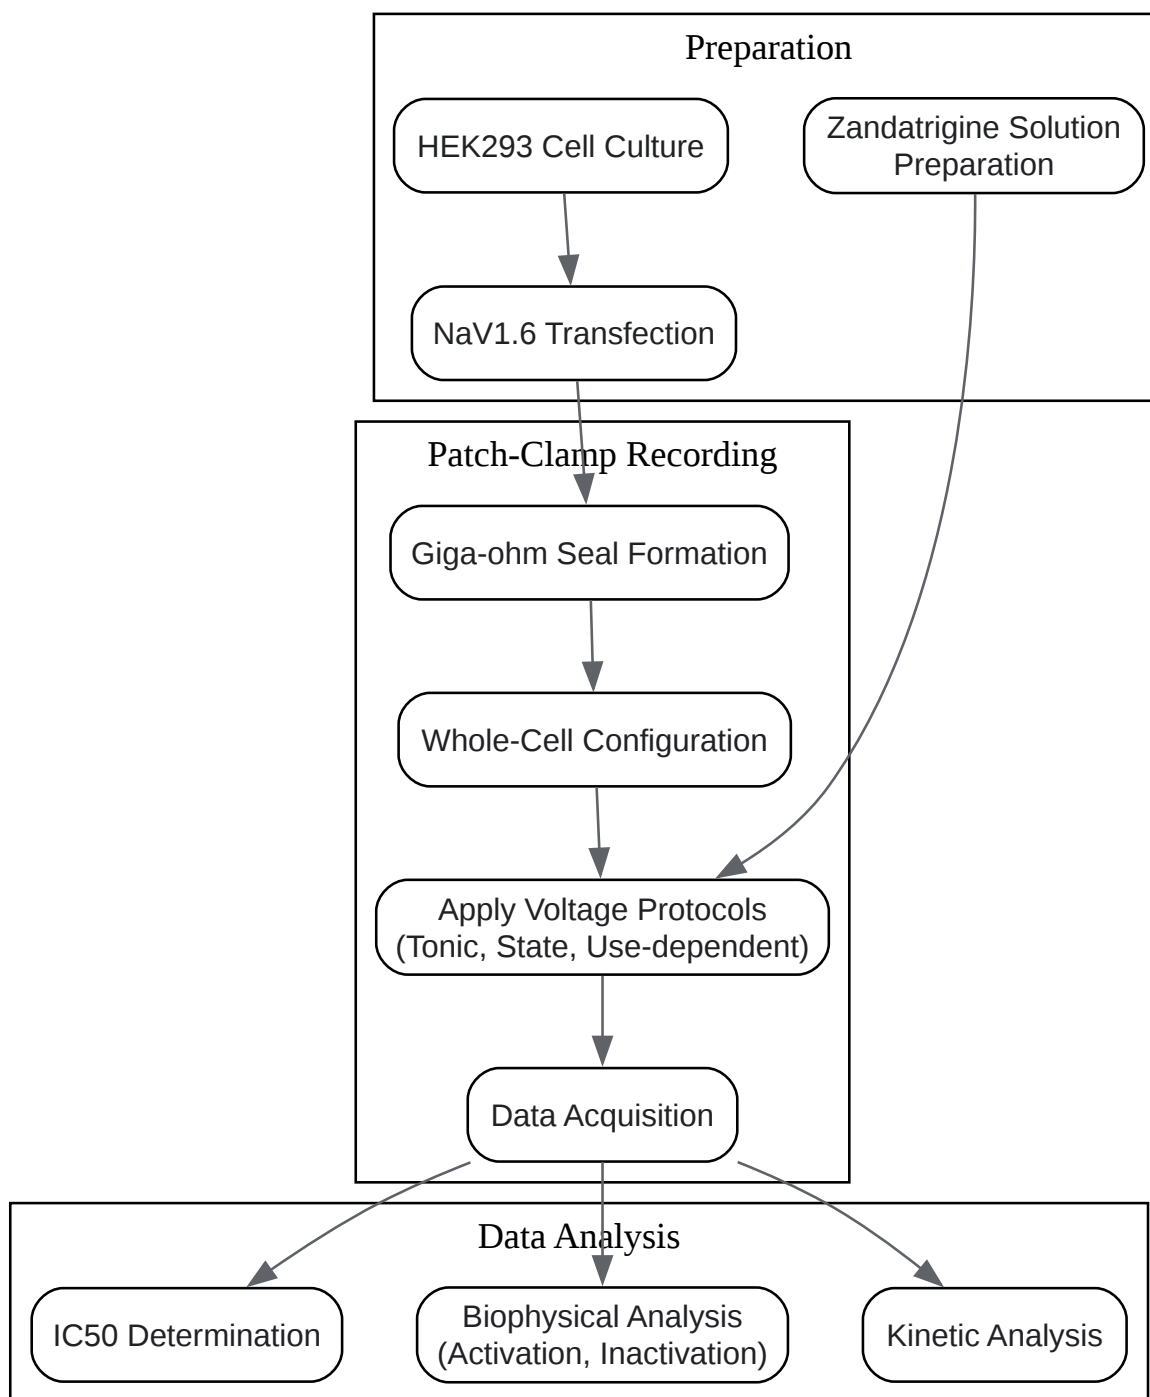 Preparation
HEK293 Cell Culture
Zandatrigine Solution
Preparation
NaV1.6 Transfection
Patch-Clamp Recording
Giga-ohm Seal Formation
Whole-Cell Configuration
Apply Voltage Protocols
(Tonic, State, Use-dependent)
Data Acquisition
Data Analysis
IC50 Determination
Biophysical Analysis
(Activation, Inactivation)
Kinetic Analysis